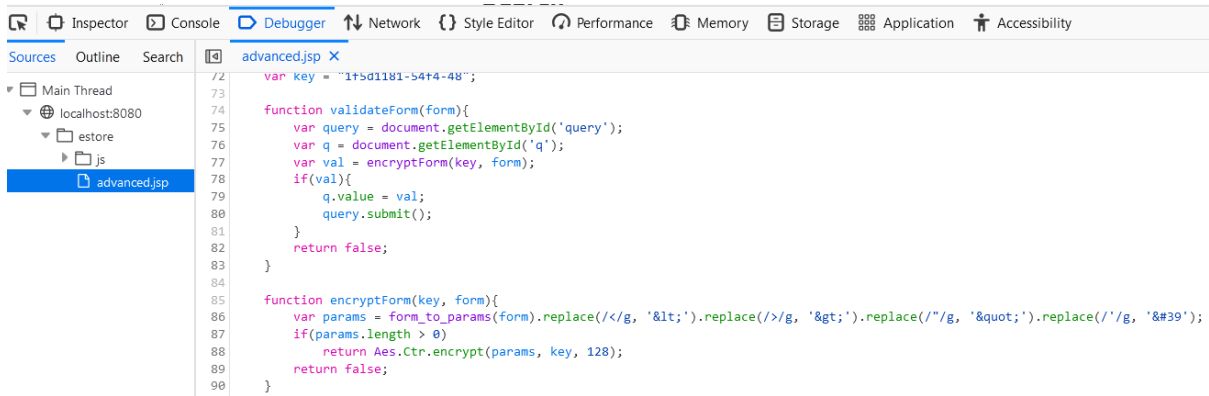 Inspector Console Debugger Network Style Editor Performance Memory Storage Application Accessibility
Sources Outline Search advanced.jsp
Main Thread
localhost:8080
estore
js
advanced.jsp
72 var key = "1f5d1181-54f4-48";
73
74 function validateForm(form){
75 var query = document.getElementById('query');
76 var q = document.getElementById('q');
77 var val = encryptForm(key, form);
78 if(val){
79 q.value = val;
80 query.submit();
81 }
82 return false;
83 }
84
85 function encryptForm(key, form){
86 var params = form_to_params(form).replace(/</g, '&lt;').replace(/>/g, '&gt;').replace(/"/g, '&quot;').replace(/'/g, '&#39');
87 if(params.length > 0)
88 return Aes.Ctr.encrypt(params, key, 128);
89 return false;
90 }